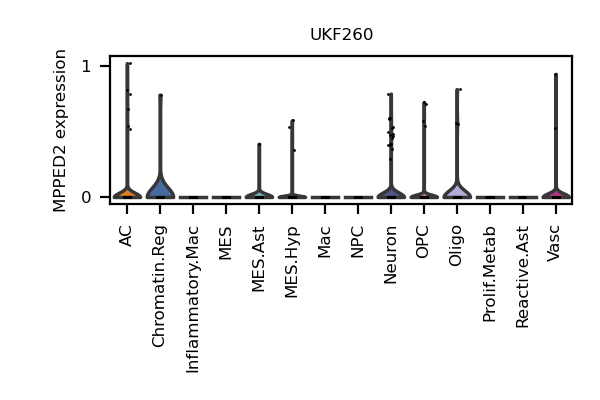 UKF260
MPPED2 expression
1
0
AC
Chromatin.Reg
Inflammatory.Mac
MES
MES.Ast
MES.Hyp
Mac
NPC
Neuron
OPC
Oligo
Prolif.Metab
Reactive.Ast
Vasc